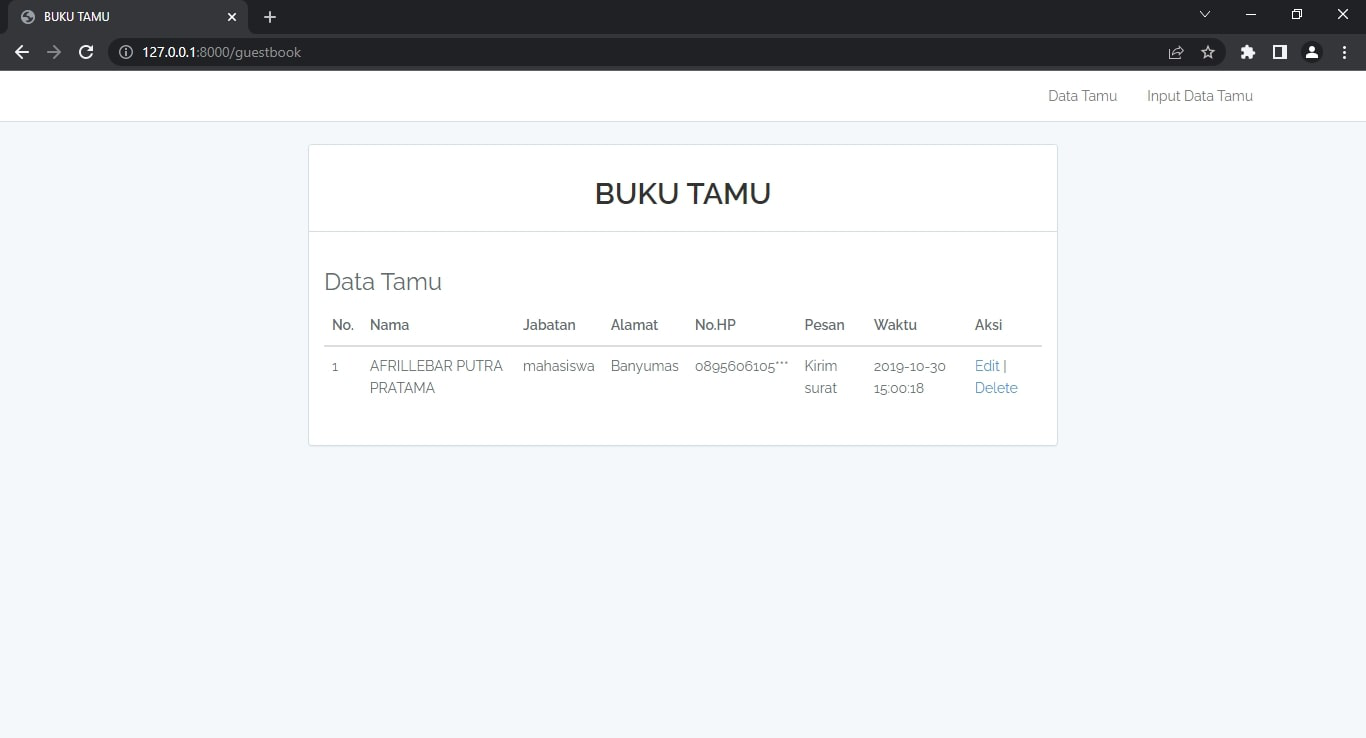 BUKU TAMU
127.0.0.1:8000/guestbook
Data Tamu Input Data Tamu
BUKU TAMU
Data Tamu
No. Nama Jabatan Alamat No.HP Pesan Waktu Aksi
1 AFRILLEBAR PUTRA mahasiswa Banyumas 0895606105*** Kirim 2019-10-30 Edit |
PRATAMA surat 15:00:18 Delete